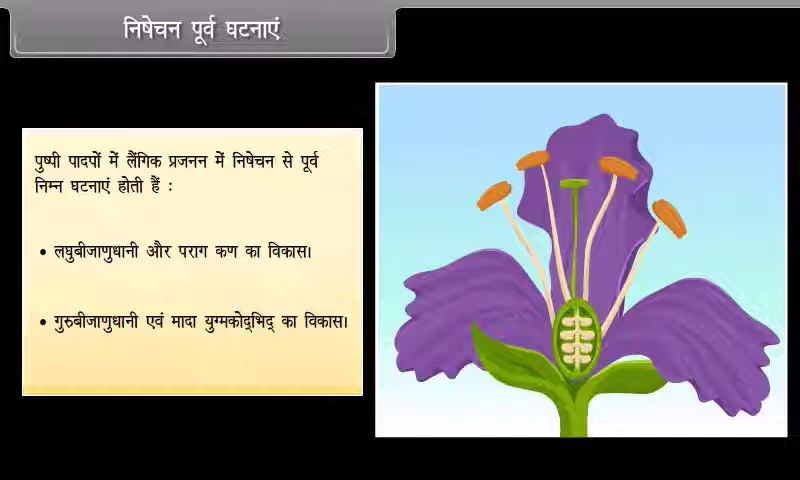 निषेचन पूर्व घटनाएं
पुष्पी पादपों में लैंगिक प्रजनन में निषेचन से पूर्व
निम्न घटनाएं होती हैं :
• लघुबीजाणुधानी और पराग कण का विकास।
• गुरुबीजाणुधानी एवं मादा युग्मकोद्‌भिद् का विकास।